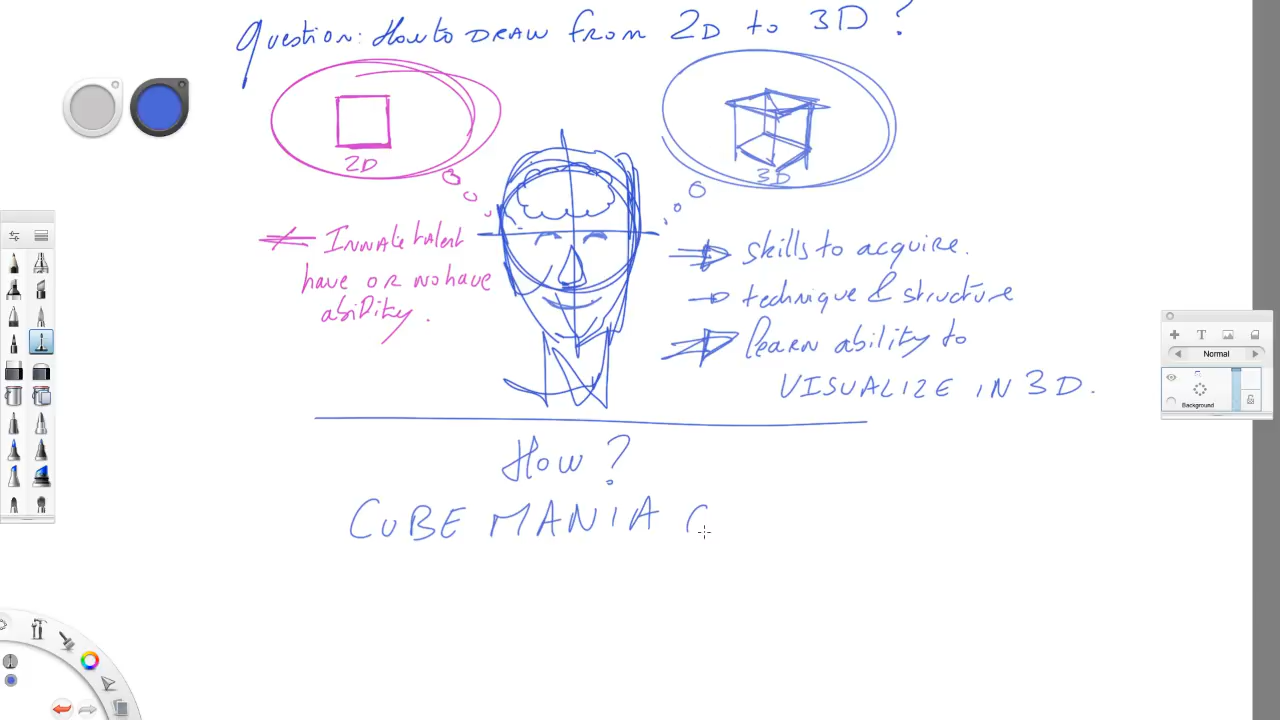 Question: How to DRAW from 2D to 3D ?
2D
3D
Innate talent
have or no have
ability.
skills to acquire.
technique & structure
learn ability to
VISUALIZE IN 3D.
How ?
CUBE MANIA C
T
Normal
Background